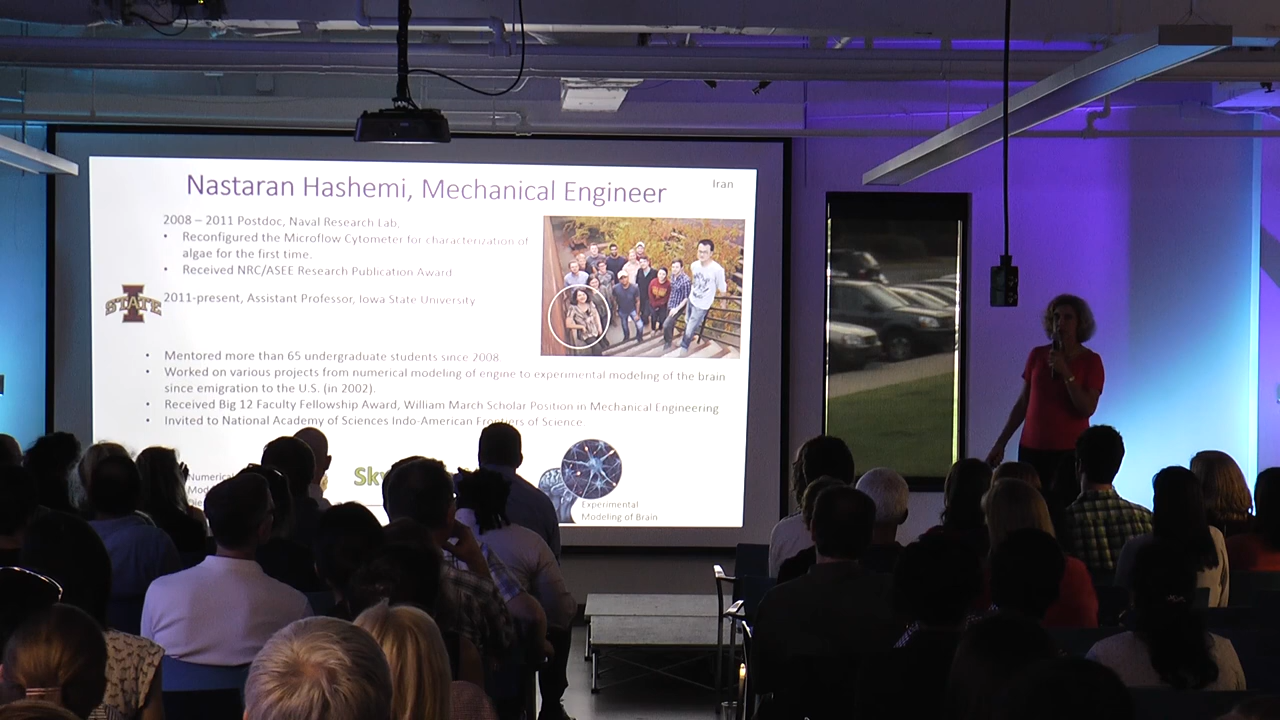 Nastaran Hashemi, Mechanical Engineer
Iran
2008 – 2011 Postdoc, Naval Research Lab,
• Reconfigured the Microflow Cytometer for characterization of
algae for the first time.
• Received NRC/ASEE Research Publication Award
STATE
2011-present, Assistant Professor, Iowa State University
• Mentored more than 65 undergraduate students since 2008
• Worked on various projects from numerical modeling of engine to experimental modeling of the brain
since emigration to the U.S. (in 2002).
• Received Big 12 Faculty Fellowship Award, William March Scholar Position in Mechanical Engineering
• Invited to National Academy of Sciences Indo-American Frontiers of Science.
Numerical
Experimental
Modeling of Brain